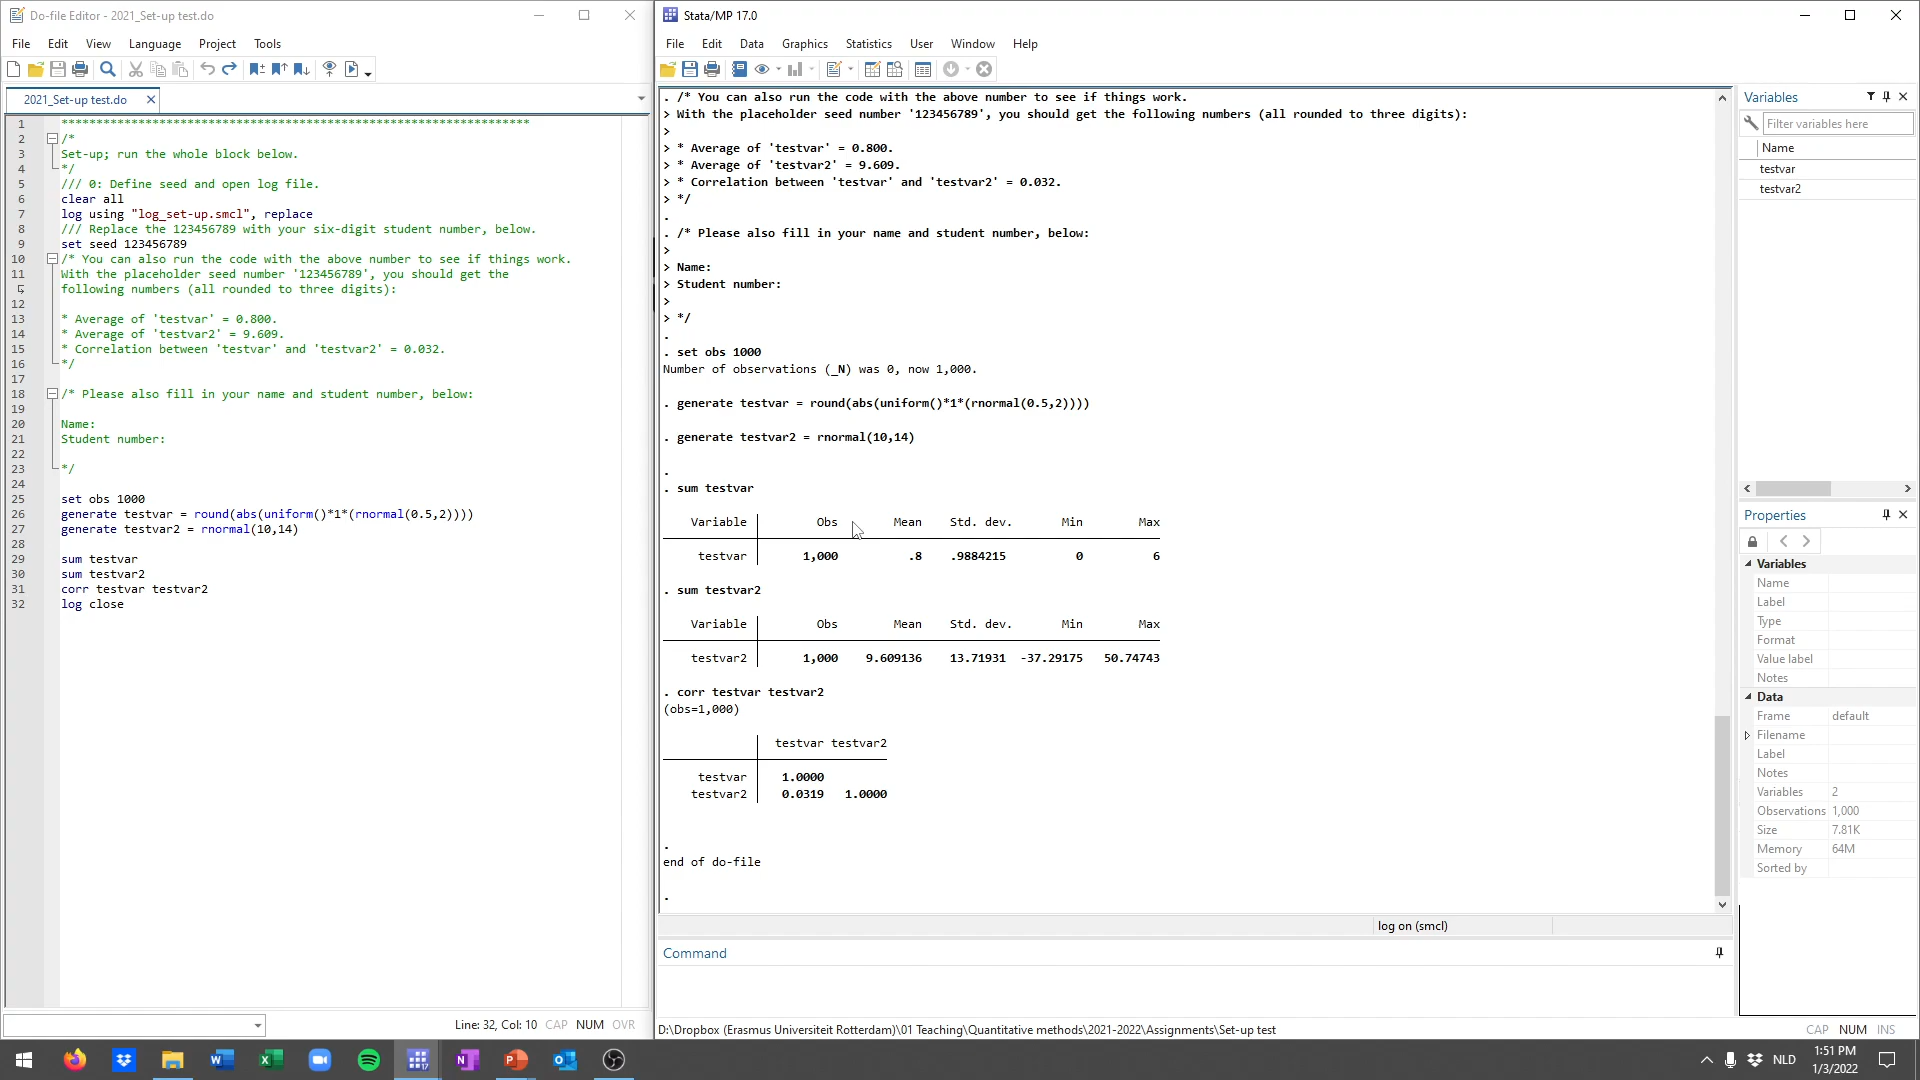 Do-file Editor - 2021_Set-up test.do
File Edit View Language Project Tools
2021_Set-up test.do
1 *******************************************************************
2 /*
3 Set-up; run the whole block below.
4 */
5 /// 0: Define seed and open log file.
6 clear all
7 log using "log_set-up.smcl", replace
8 /// Replace the 123456789 with your six-digit student number, below.
9 set seed 123456789
10 /* You can also run the code with the above number to see if things work.
11 With the placeholder seed number '123456789', you should get the
following numbers (all rounded to three digits):
12
13 * Average of 'testvar' = 0.800.
14 * Average of 'testvar2' = 9.609.
15 * Correlation between 'testvar' and 'testvar2' = 0.032.
16 */
17
18 /* Please also fill in your name and student number, below:
19
20 Name:
21 Student number:
22
23 */
24
25 set obs 1000
26 generate testvar = round(abs(uniform()*1*(rnormal(0.5,2))))
27 generate testvar2 = rnormal(10,14)
28
29 sum testvar
30 sum testvar2
31 corr testvar testvar2
32 log close
Line: 32, Col: 10 CAP NUM OVR
Stata/MP 17.0
File Edit Data Graphics Statistics User Window Help
. /* You can also run the code with the above number to see if things work.
> With the placeholder seed number '123456789', you should get the following numbers (all rounded to three digits):
>
> * Average of 'testvar' = 0.800.
> * Average of 'testvar2' = 9.609.
> * Correlation between 'testvar' and 'testvar2' = 0.032.
> */
.
. /* Please also fill in your name and student number, below:
>
> Name:
> Student number:
>
> */
.
. set obs 1000
Number of observations (_N) was 0, now 1,000.
. generate testvar = round(abs(uniform()*1*(rnormal(0.5,2))))
. generate testvar2 = rnormal(10,14)
.
. sum testvar
Variable Obs Mean Std. dev. Min Max
testvar 1,000 .8 .9884215 0 6
. sum testvar2
Variable Obs Mean Std. dev. Min Max
testvar2 1,000 9.609136 13.71931 -37.29175 50.74743
. corr testvar testvar2
(obs=1,000)
testvar testvar2
testvar 1.0000
testvar2 0.0319 1.0000
.
end of do-file
.
log on (smcl)
Command
D:\Dropbox (Erasmus Universiteit Rotterdam)\01 Teaching\Quantitative methods\2021-2022\Assignments\Set-up test
CAP NUM INS
Variables
Filter variables here
Name
testvar
testvar2
Properties
Variables
Name
Label
Type
Format
Value label
Notes
Data
Frame default
Filename
Label
Notes
Variables 2
Observations 1,000
Size 7.81K
Memory 64M
Sorted by
NLD
1:51 PM
1/3/2022